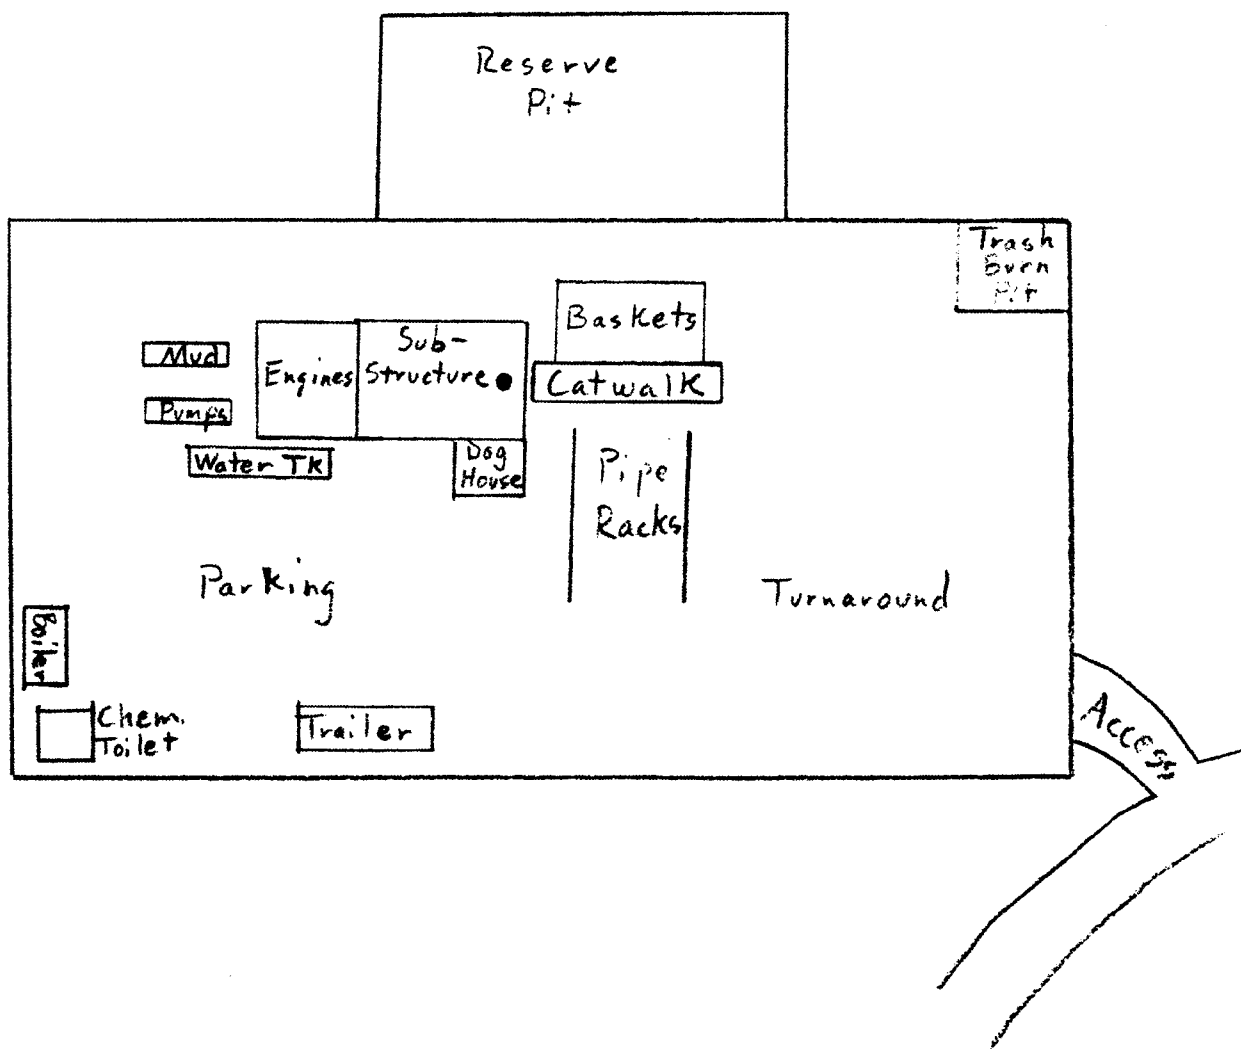 Reserve
Pit
Trash
Burn
Pit
Baskets
Sub-
Structure
Engines
Mud
Catwalk
Pumps
Water TK
Dog
House
Pipe
Racks
Parking
Turnaround
Boiler
Chem.
Toilet
Trailer
Access